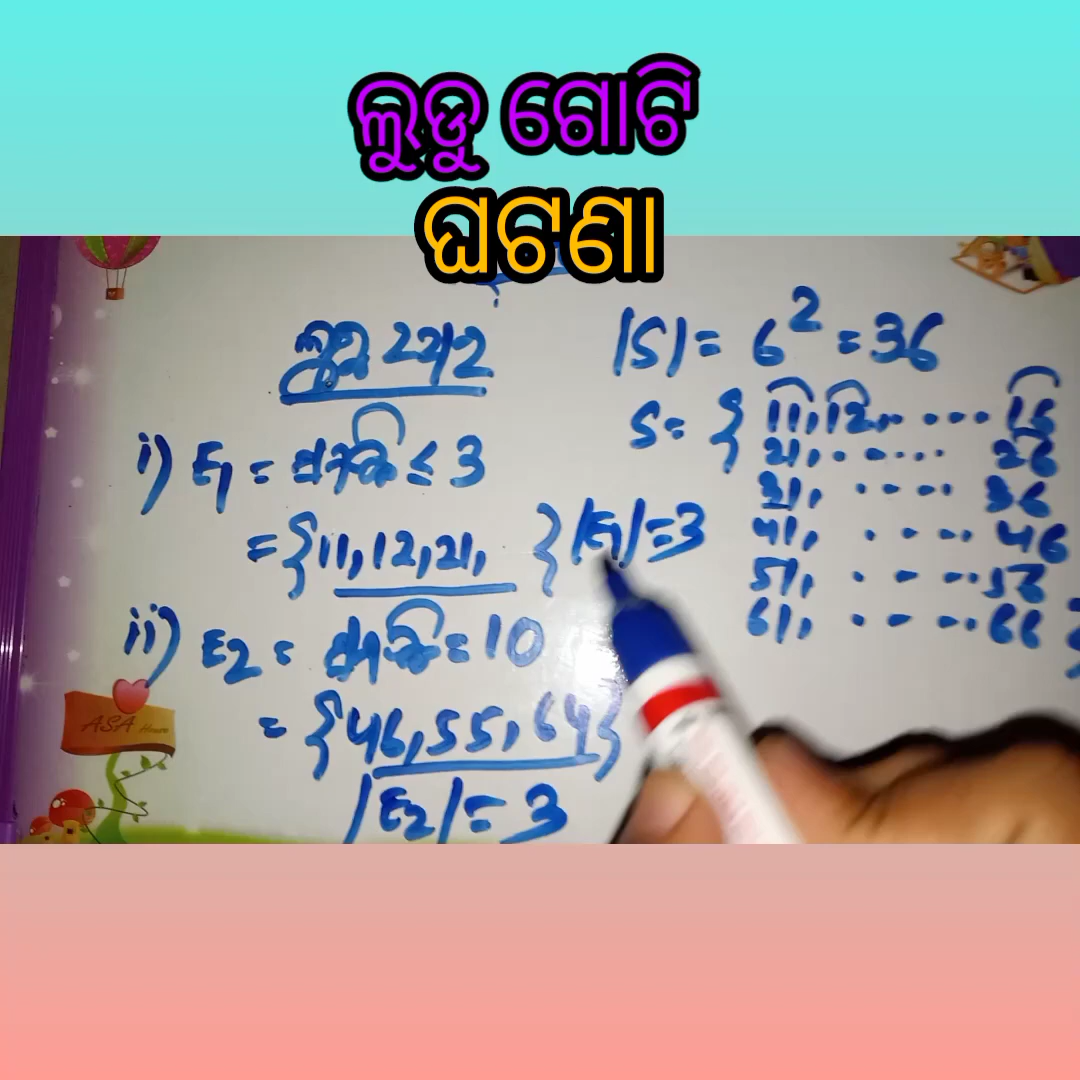 ଲୁଡୁ ଗୋଟି
ଘଟଣା
|S| = 6² = 36
S = { 11, 12, ..... 16
21, ...... 26
31, .... 36
41, .... 46
51, .... 56
61, .... 66 }
i) E₁ = ≤ 3
= { 11, 12, 21, } |E₁| = 3
ii) E₂ = = 10
= { 46, 55, 64 }
|E₂| = 3
ASA House